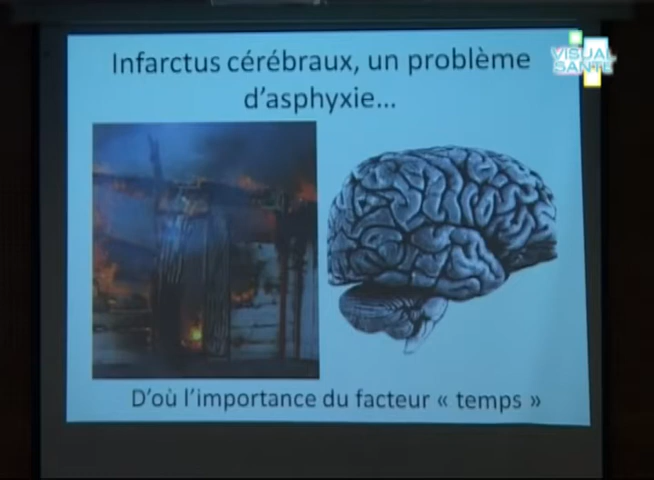 Infarctus cérébraux, un problème
d'asphyxie...
VISUAL
SANTE
D'où l'importance du facteur « temps »